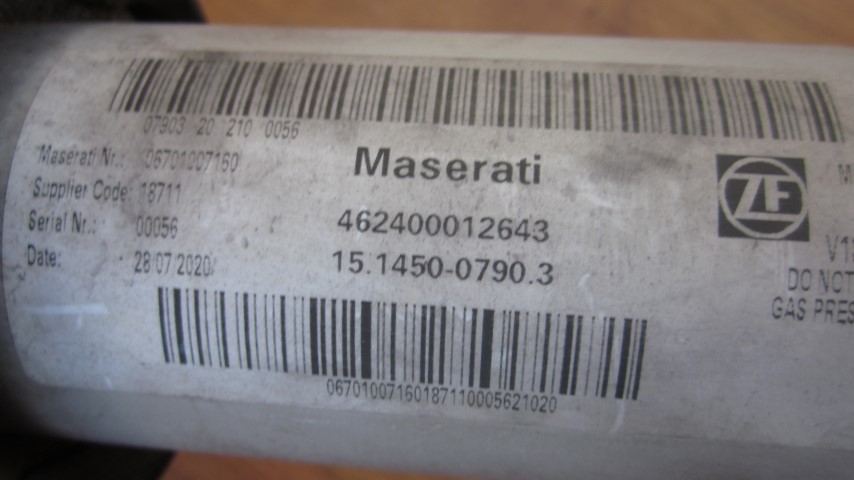 07903 20 210 0056
Maserati Nr.: 06701007160
Supplier Code 18711
Serial Nr.: 00056
Date: 28/07/2020
Maserati
462400012643
15.1450-0790.3
06701007160187110005621020
ZF
DO NOT
GAS PRES